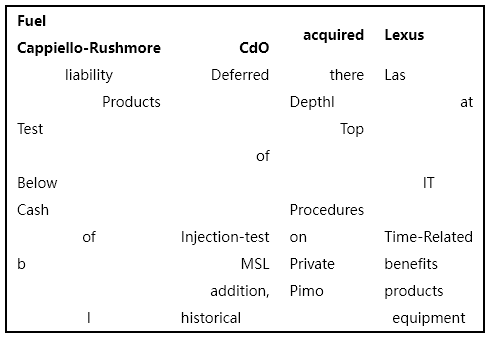 Fuel Cappiello-Rushmore CdO acquired Lexus
liability Deferred there Las
Products DepthI at
Test Top
of
Below IT
Cash Procedures
of Injection-test on Time-Related
b MSL Private benefits
addition, Pimo products
l historical equipment